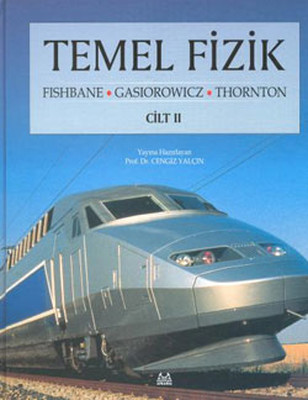 TEMEL FİZİK
FISHBANE • GASIOROWICZ • THORNTON
CİLT II
Yayına Hazırlayan
Prof. Dr. CENGİZ YALÇIN